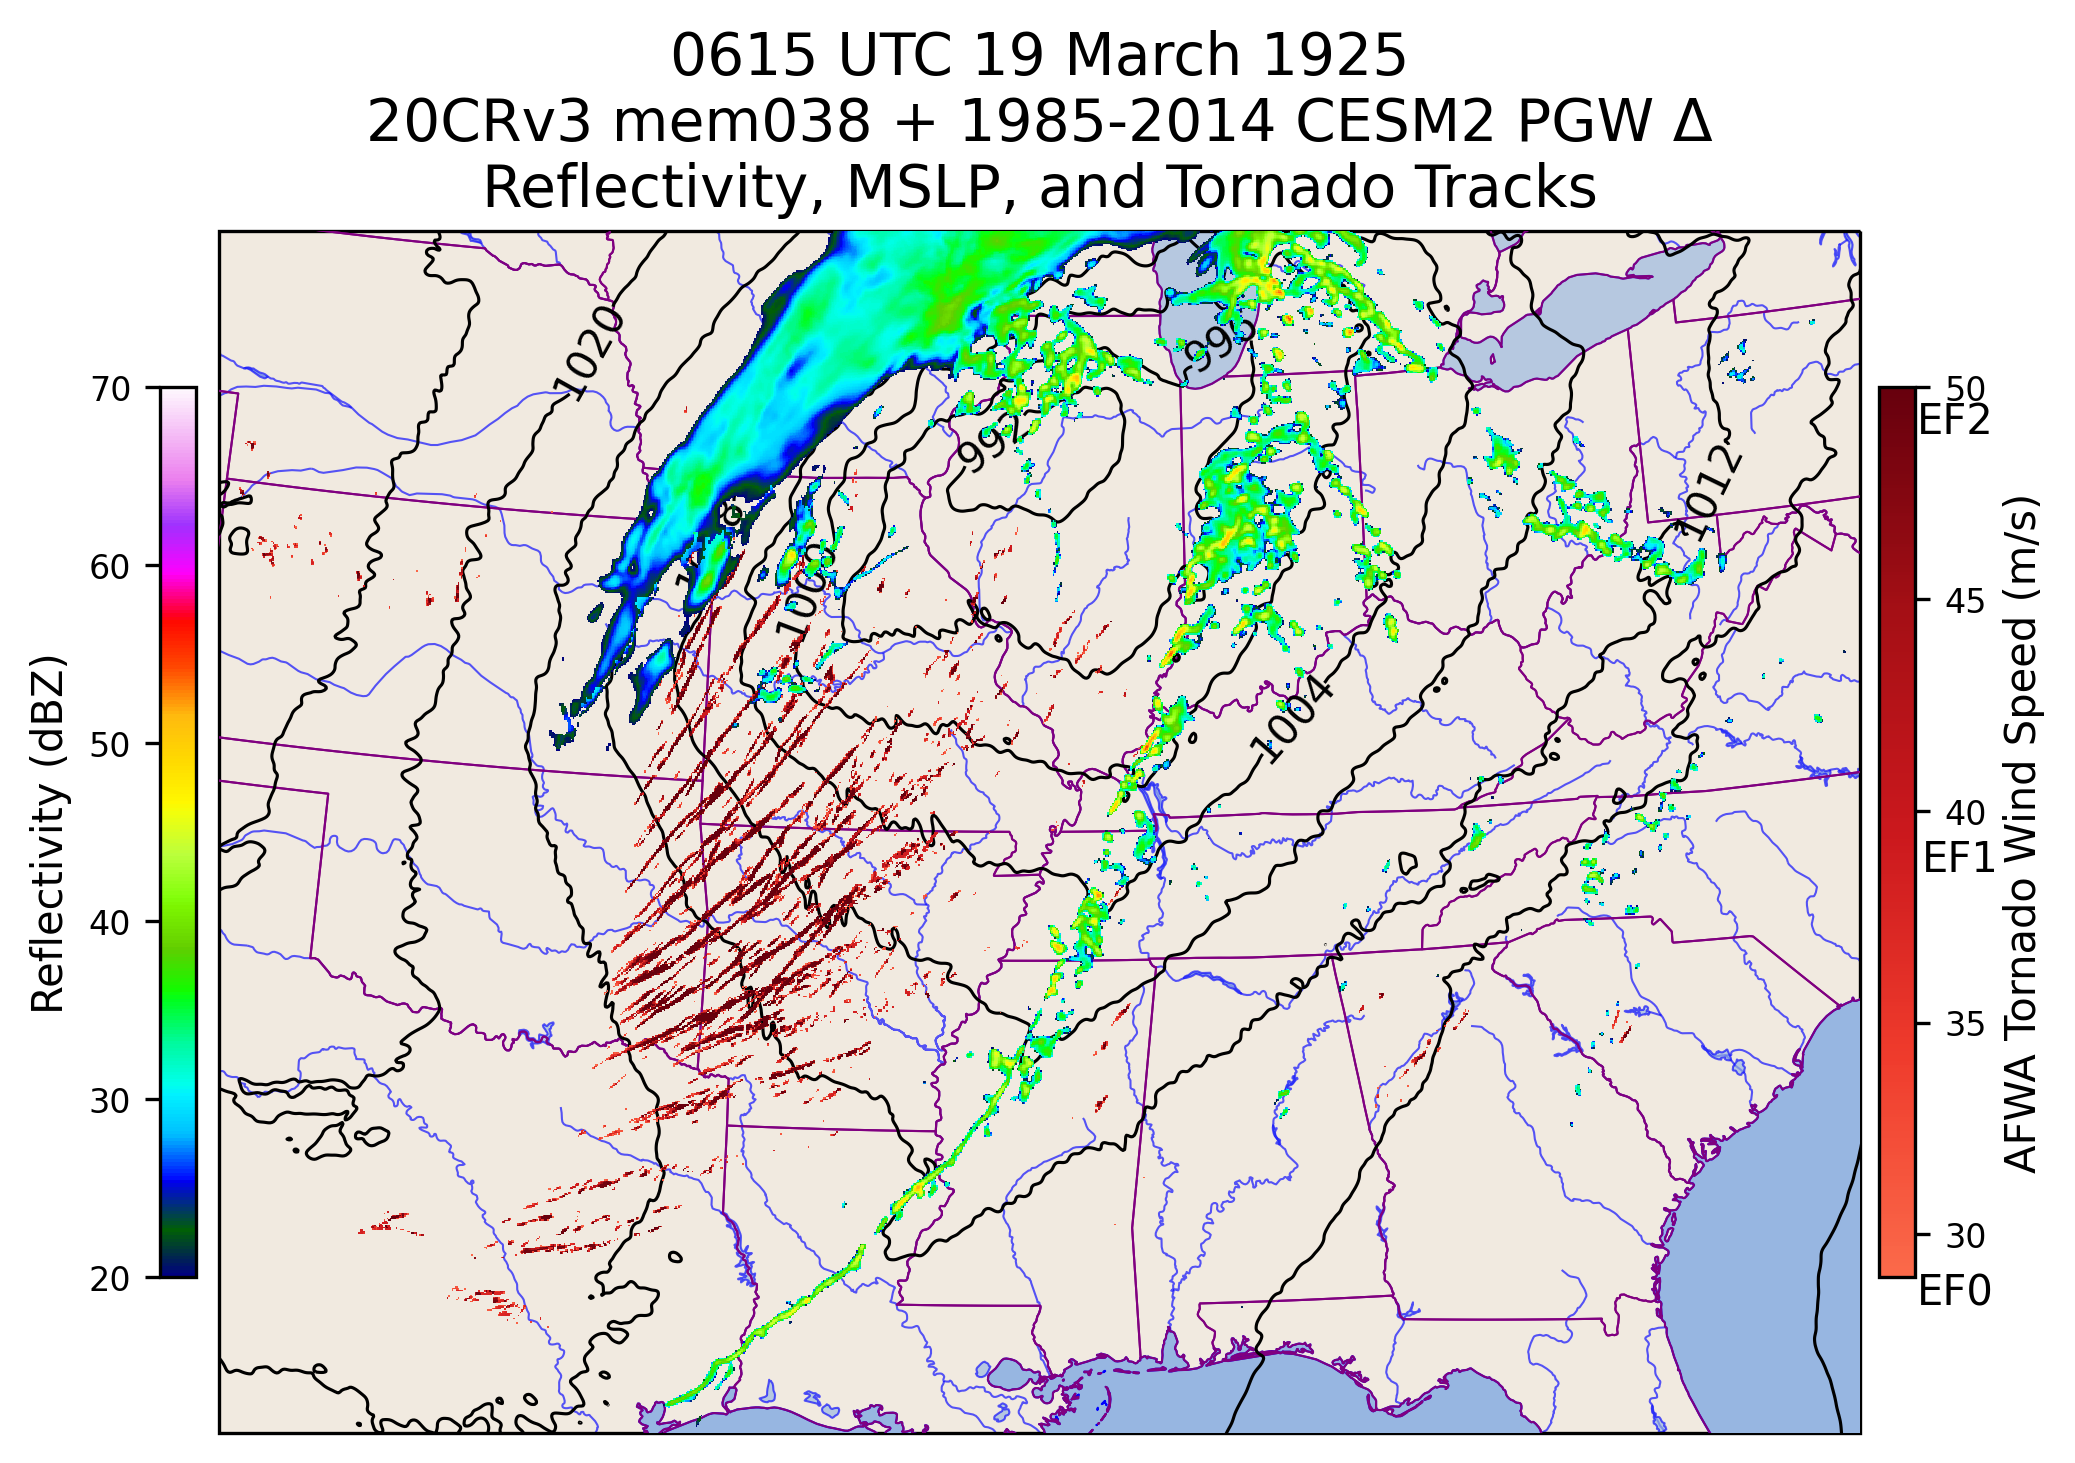 0615 UTC 19 March 1925
20CRv3 mem038 + 1985-2014 CESM2 PGW Δ
Reflectivity, MSLP, and Tornado Tracks
Reflectivity (dBZ)
70
60
50
40
30
20
1020
992
1012
1004
50
EF2
45
40
EF1
35
30
EF0
AFWA Tornado Wind Speed (m/s)